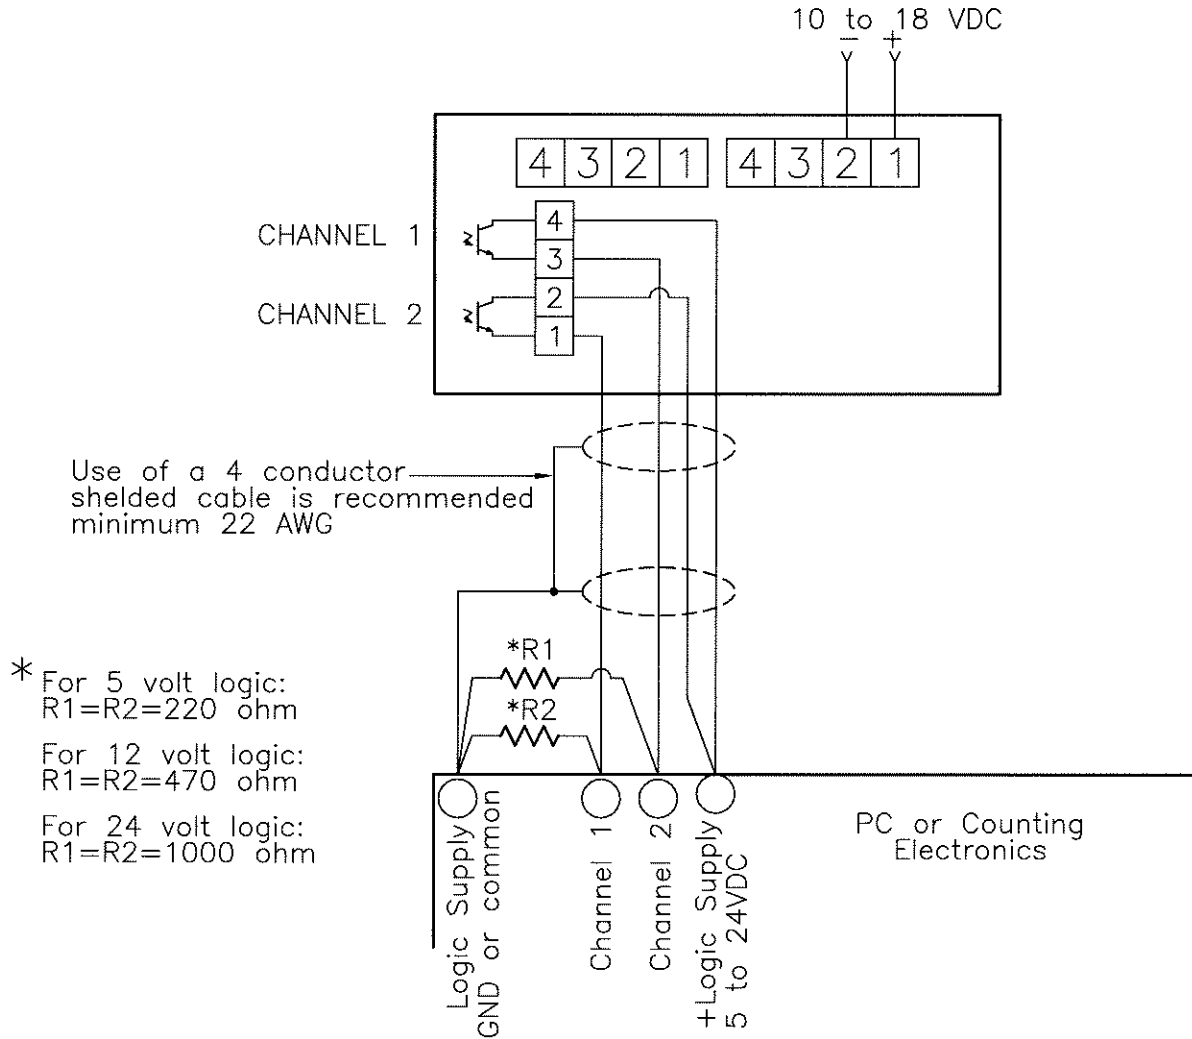 10 to 18 VDC
− +
4 3 2 1 4 3 2 1
CHANNEL 1
4
3
CHANNEL 2
2
1
Use of a 4 conductor
shelded cable is recommended
minimum 22 AWG
*R1
*R2
* For 5 volt logic:
R1=R2=220 ohm
For 12 volt logic:
R1=R2=470 ohm
For 24 volt logic:
R1=R2=1000 ohm
Logic Supply
GND or common
Channel 1
Channel 2
+Logic Supply
5 to 24VDC
PC or Counting
Electronics